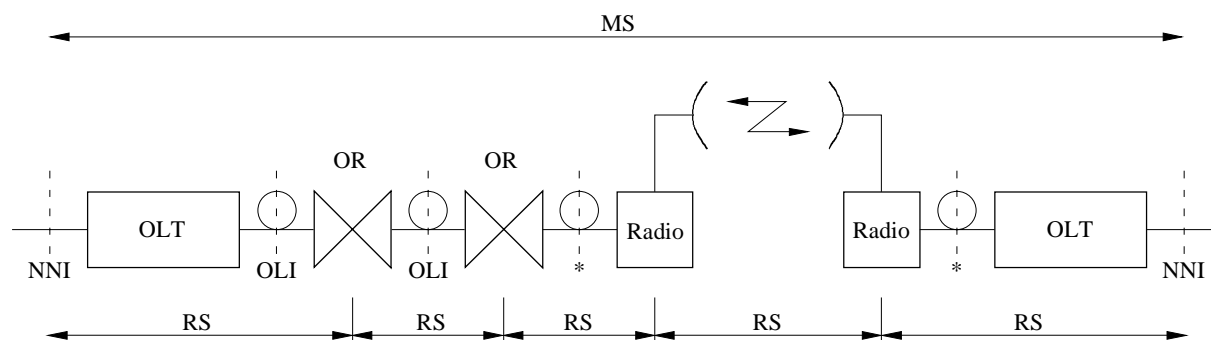 MS
OR OR
OLT Radio Radio OLT
NNI OLI OLI * * NNI
RS RS RS RS RS